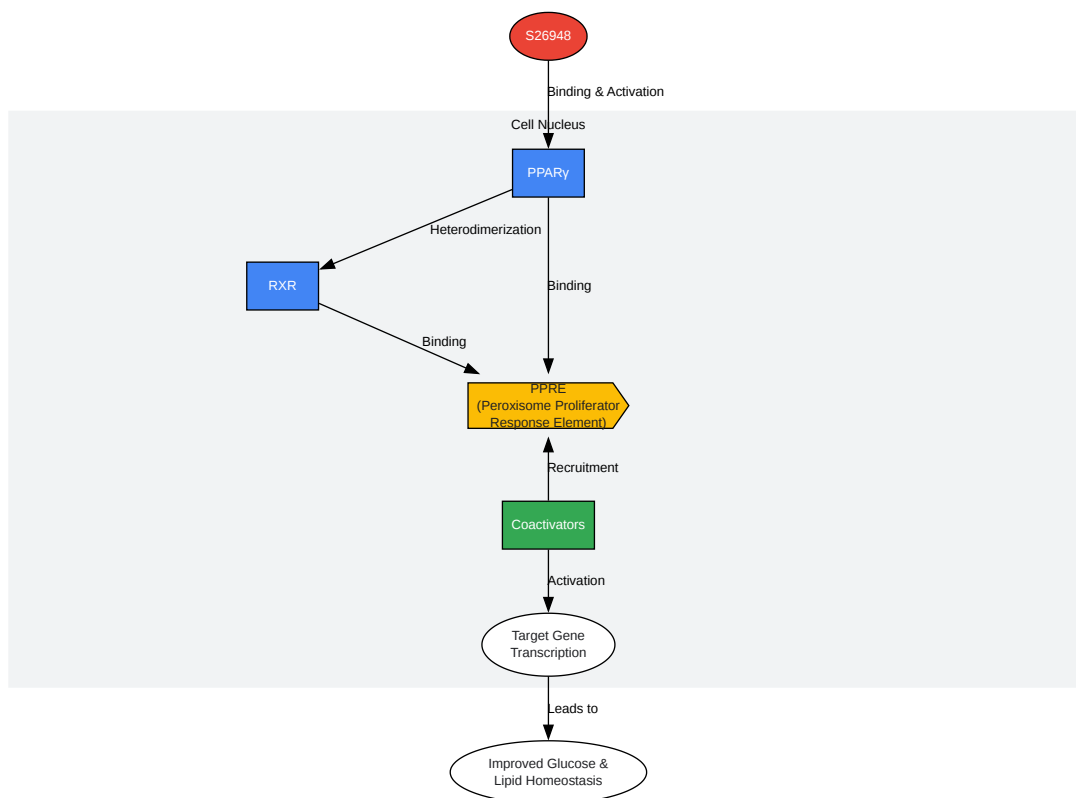 S26948
Binding & Activation
Cell Nucleus
PPARγ
Heterodimerization
RXR
Binding
Binding
PPRE
(Peroxisome Proliferator
Response Element)
Recruitment
Coactivators
Activation
Target Gene
Transcription
Leads to
Improved Glucose &
Lipid Homeostasis